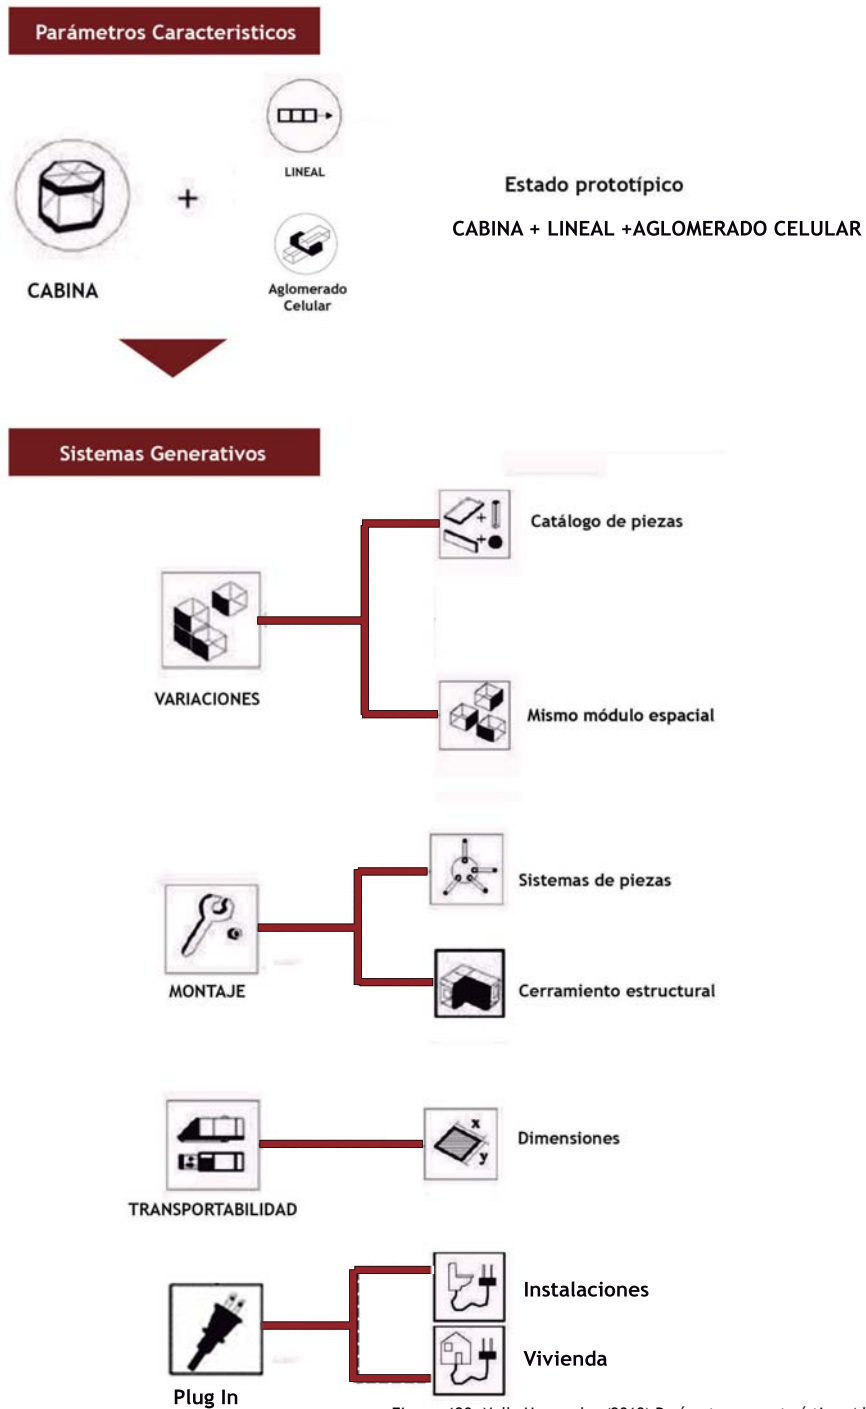 Parámetros Caracteristicos
LINEAL
CABINA
Aglomerado
Celular
+
Estado prototípico
CABINA + LINEAL +AGLOMERADO CELULAR
Sistemas Generativos
VARIACIONES
Catálogo de piezas
Mismo módulo espacial
MONTAJE
Sistemas de piezas
Cerramiento estructural
TRANSPORTABILIDAD
x
y
Dimensiones
Plug In
Instalaciones
Vivienda